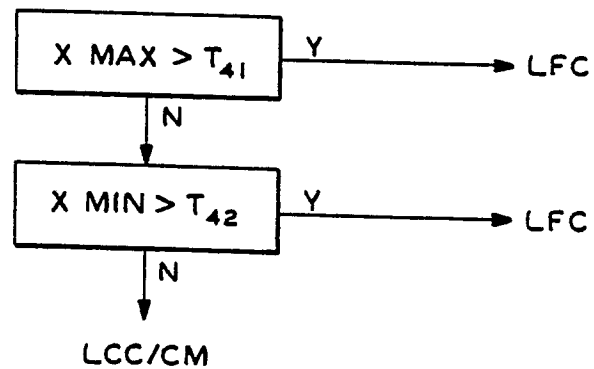 X MAX > T41
Y
LFC
N
X MIN > T42
Y
LFC
N
LCC/CM